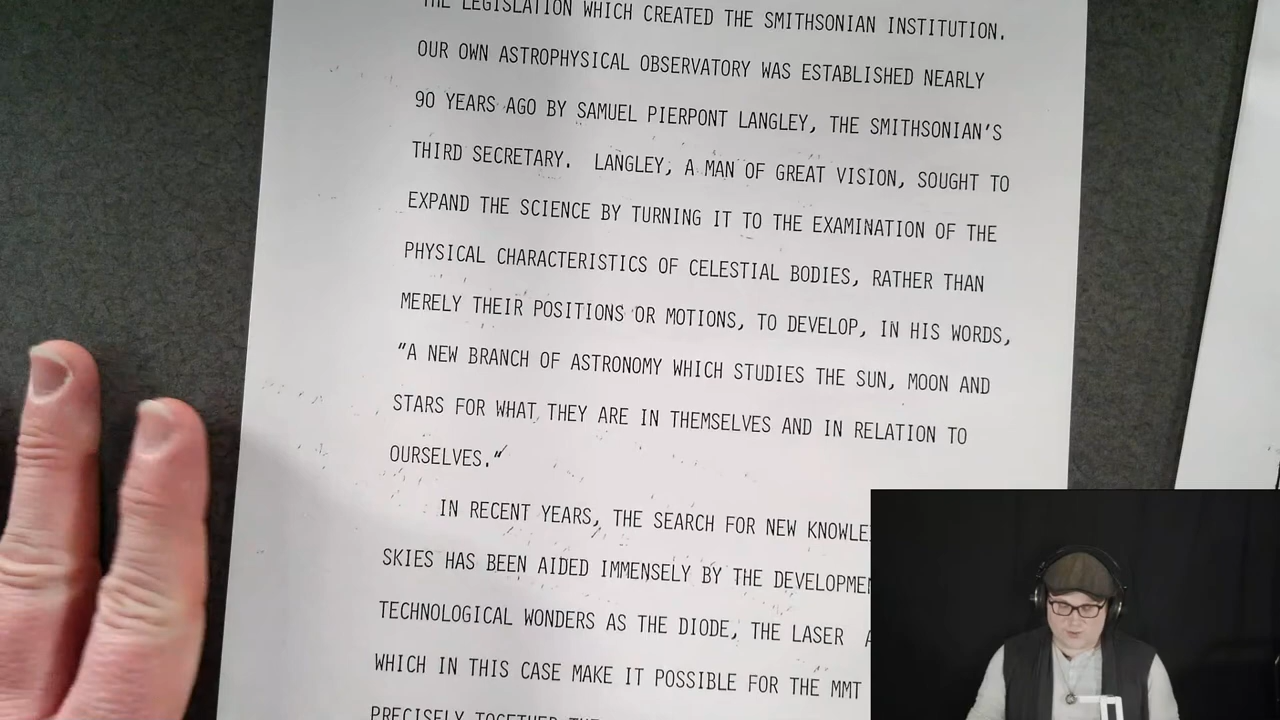 THE LEGISLATION WHICH CREATED THE SMITHSONIAN INSTITUTION.
OUR OWN ASTROPHYSICAL OBSERVATORY WAS ESTABLISHED NEARLY
90 YEARS AGO BY SAMUEL PIERPONT LANGLEY, THE SMITHSONIAN'S
THIRD SECRETARY. LANGLEY, A MAN OF GREAT VISION, SOUGHT TO
EXPAND THE SCIENCE BY TURNING IT TO THE EXAMINATION OF THE
PHYSICAL CHARACTERISTICS OF CELESTIAL BODIES, RATHER THAN
MERELY THEIR POSITIONS OR MOTIONS, TO DEVELOP, IN HIS WORDS,
"A NEW BRANCH OF ASTRONOMY WHICH STUDIES THE SUN, MOON AND
STARS FOR WHAT THEY ARE IN THEMSELVES AND IN RELATION TO
OURSELVES."
IN RECENT YEARS, THE SEARCH FOR NEW
SKIES HAS BEEN AIDED IMMENSELY BY THE
TECHNOLOGICAL WONDERS AS THE DIODE, THE LASER
WHICH IN THIS CASE MAKE IT POSSIBLE FOR THE MMT
PRECISELY TOGETHER